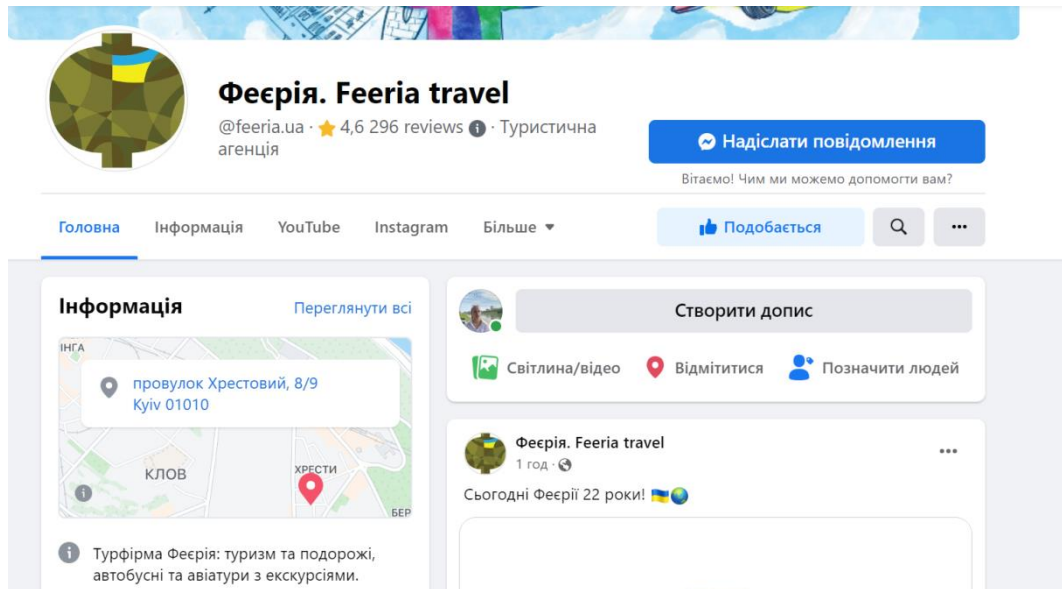 Феєрія. Feeria travel
@feeria.ua · 4,6 296 reviews · Туристична
агенція
Надіслати повідомлення
Вітаємо! Чим ми можемо допомогти вам?
Головна
Інформація
YouTube
Instagram
Більше
Подобається
Інформація
Переглянути всі
ІНГА
провулок Хрестовий, 8/9
Kyiv 01010
КЛОВ
ХРЕСТИ
БЕР
Турфірма Феєрія: туризм та подорожі,
автобусні та авіатури з екскурсіями.
Створити допис
Світлина/відео
Відмітитися
Позначити людей
Феєрія. Feeria travel
1 год ·
Сьогодні Феєрії 22 роки! 🇺🇦🌍